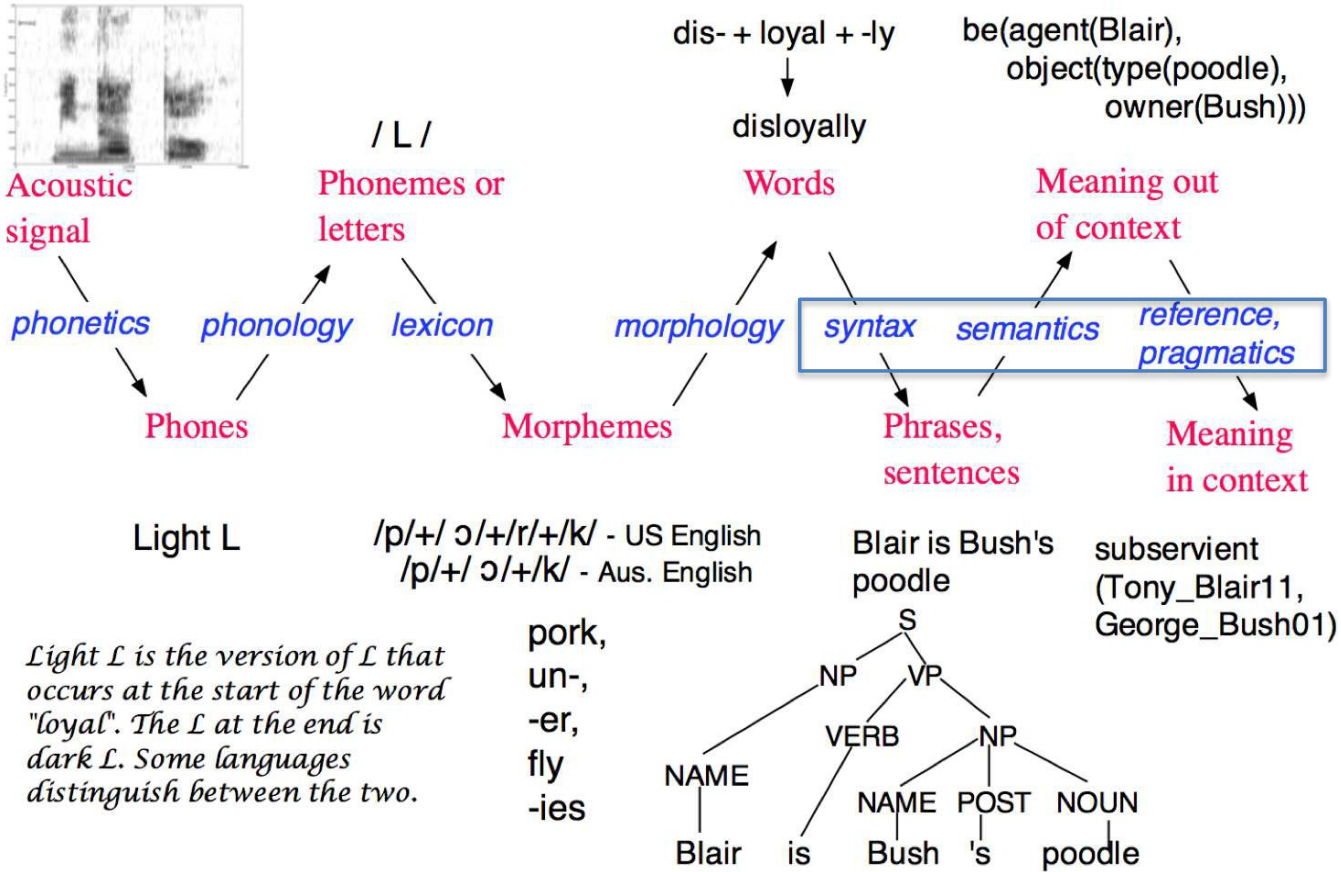 dis- + loyal + -ly
disloyally
be(agent(Blair),
object(type(poodle),
owner(Bush)))
/ L /
Acoustic
signal
Phonemes or
letters
Words
Meaning out
of context
phonetics
phonology
lexicon
morphology
syntax
semantics
reference,
pragmatics
Phones
Morphemes
Phrases,
sentences
Meaning
in context
Light L
/p/+/ ɔ/+/r/+/k/ - US English
/p/+/ ɔ/+/k/ - Aus. English
Blair is Bush's
poodle
subservient
(Tony_Blair11,
George_Bush01)
Light L is the version of L that
occurs at the start of the word
"loyal". The L at the end is
dark L. Some languages
distinguish between the two.
pork,
un-,
-er,
fly
-ies
S
NP VP
VERB NP
NAME
NAME POST NOUN
Blair is Bush 's poodle